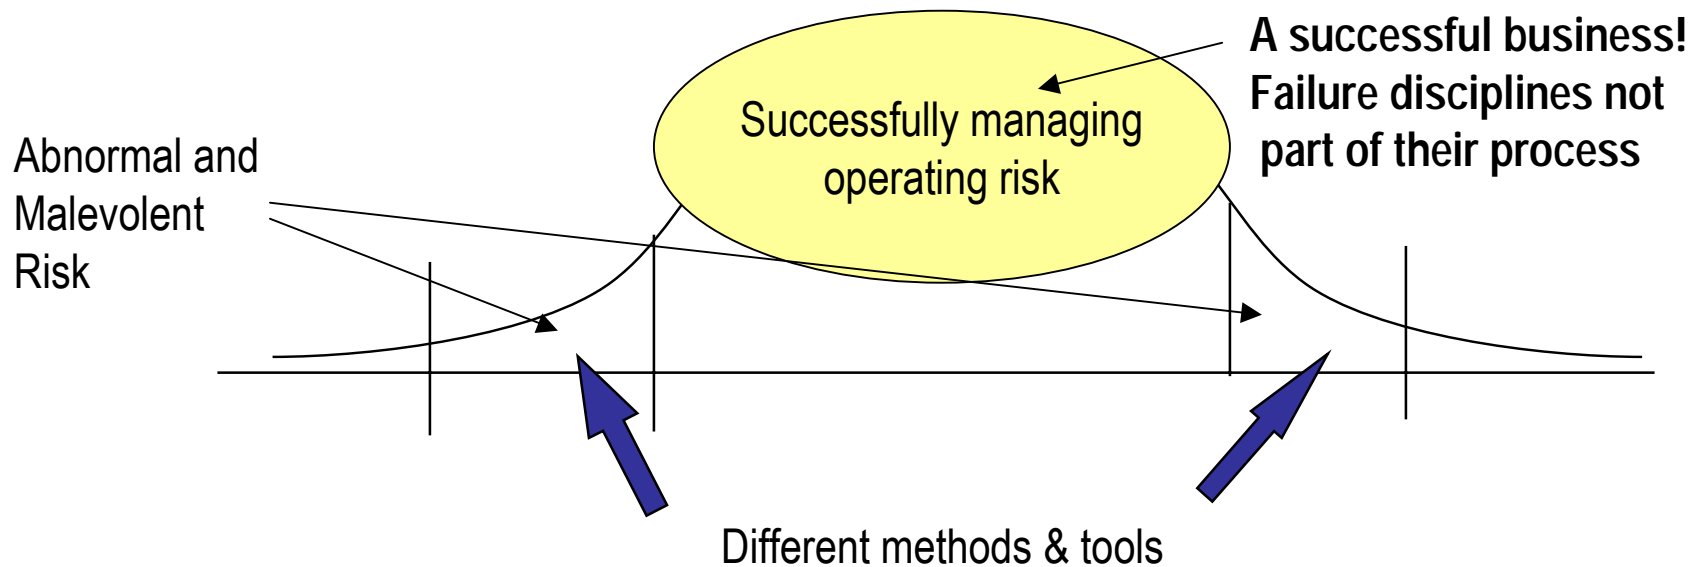 A successful business!
Failure disciplines not
part of their process
Successfully managing
operating risk
Abnormal and
Malevolent
Risk
Different methods & tools